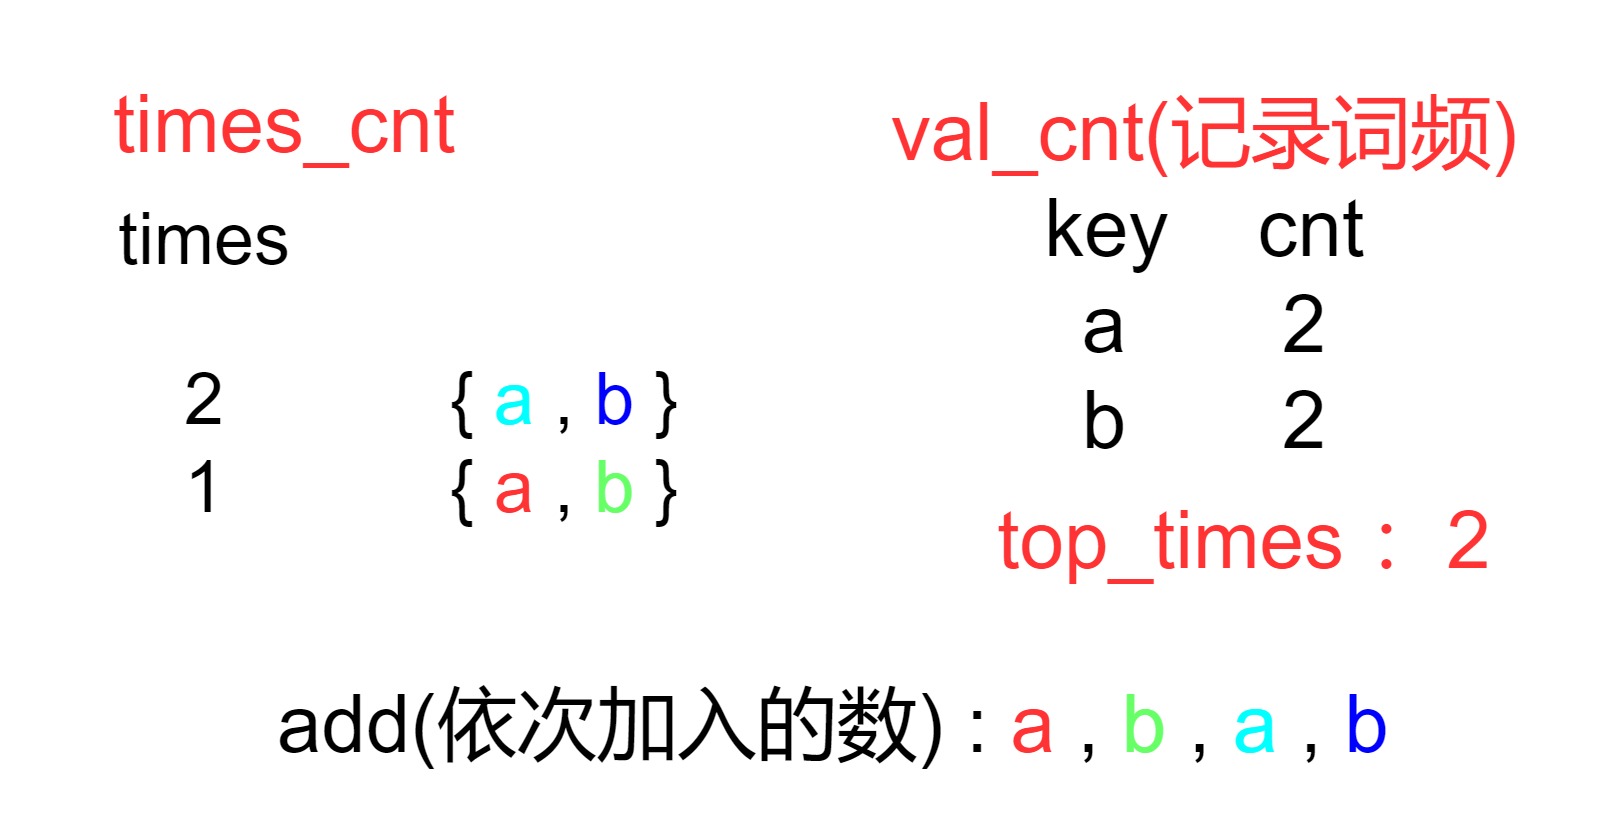 times_cnt
times
2 { a , b }
1 { a , b }
val_cnt(记录词频)
key cnt
a 2
b 2
top_times : 2
add(依次加入的数) : a , b , a , b